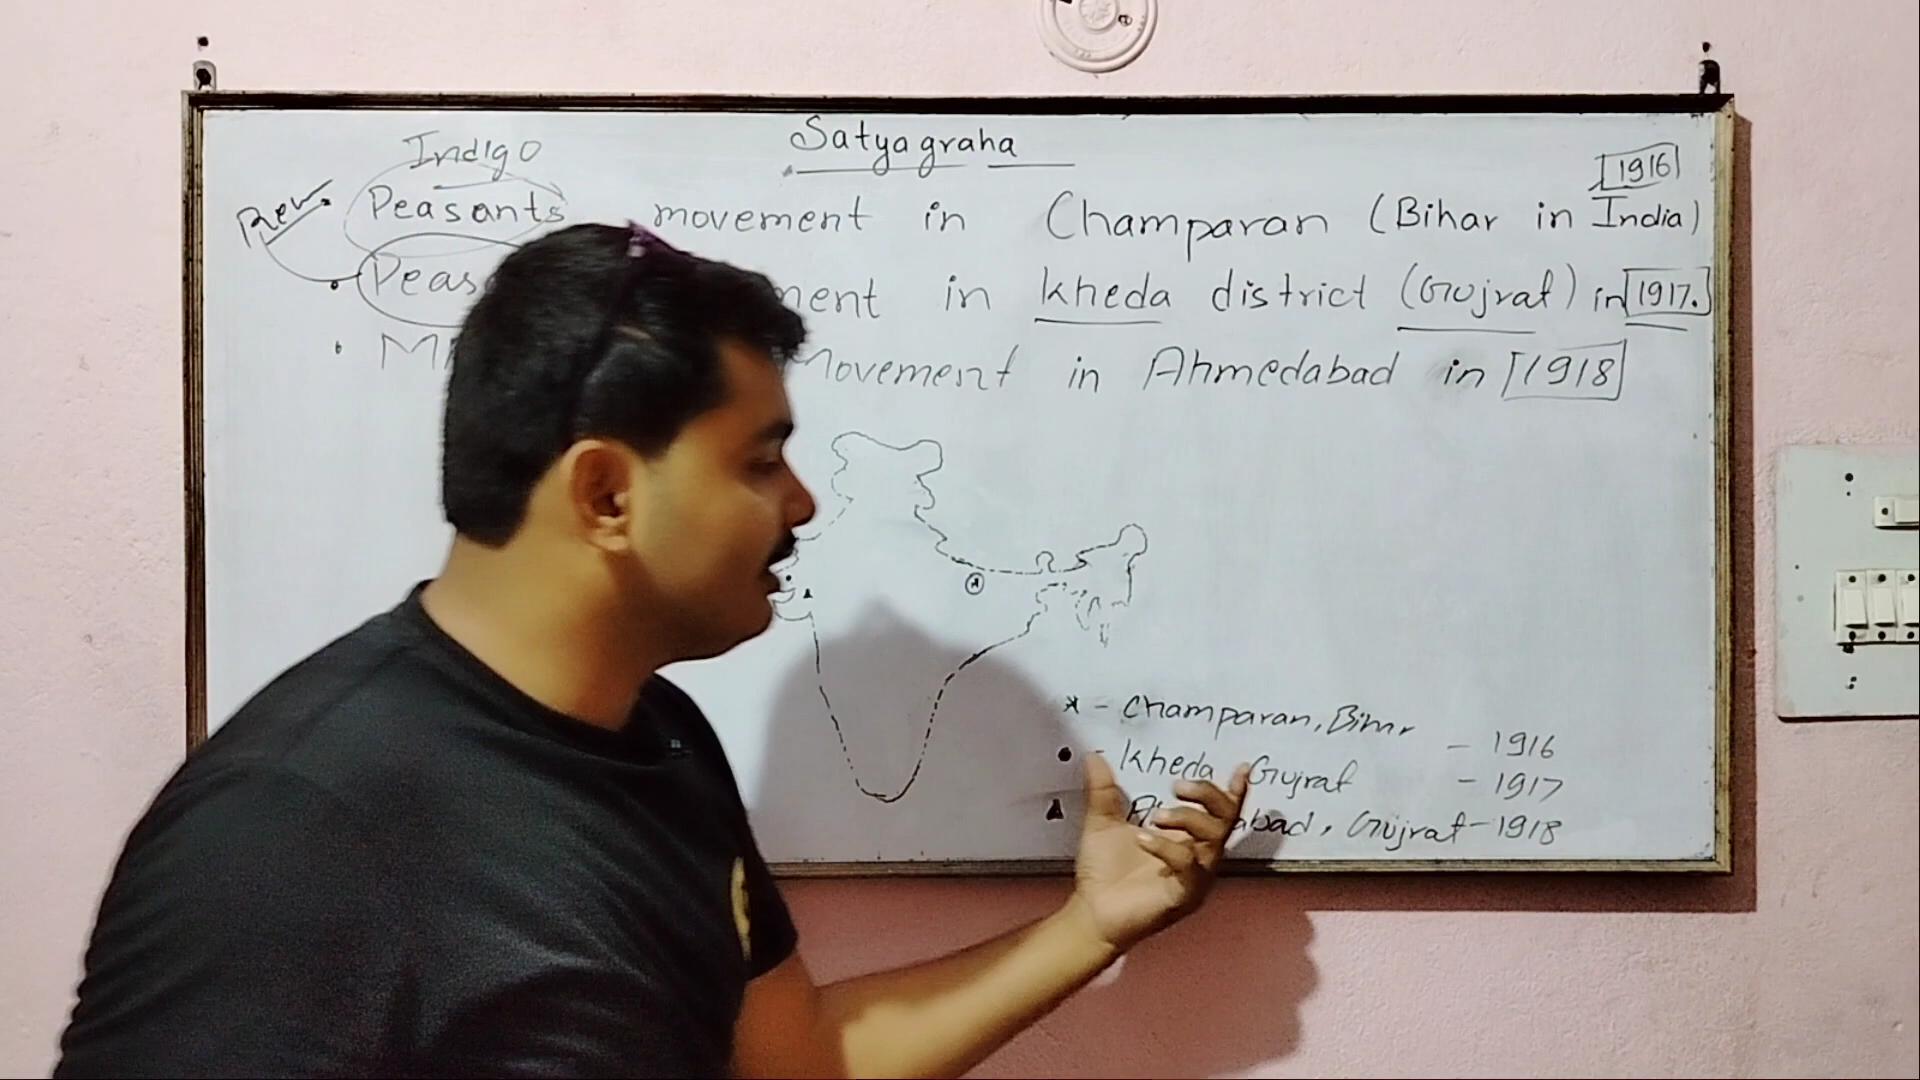 Satyagraha
Indigo
1916
Rev.
Peasants movement in Champaran (Bihar in India)
Peas ment in Kheda district (Gujrat) in 1917.
M Movement in Ahmedabad in 1918
* - Champaran, Bihar - 1916
● - Kheda Gujrat - 1917
▲ abad, Gujrat - 1918